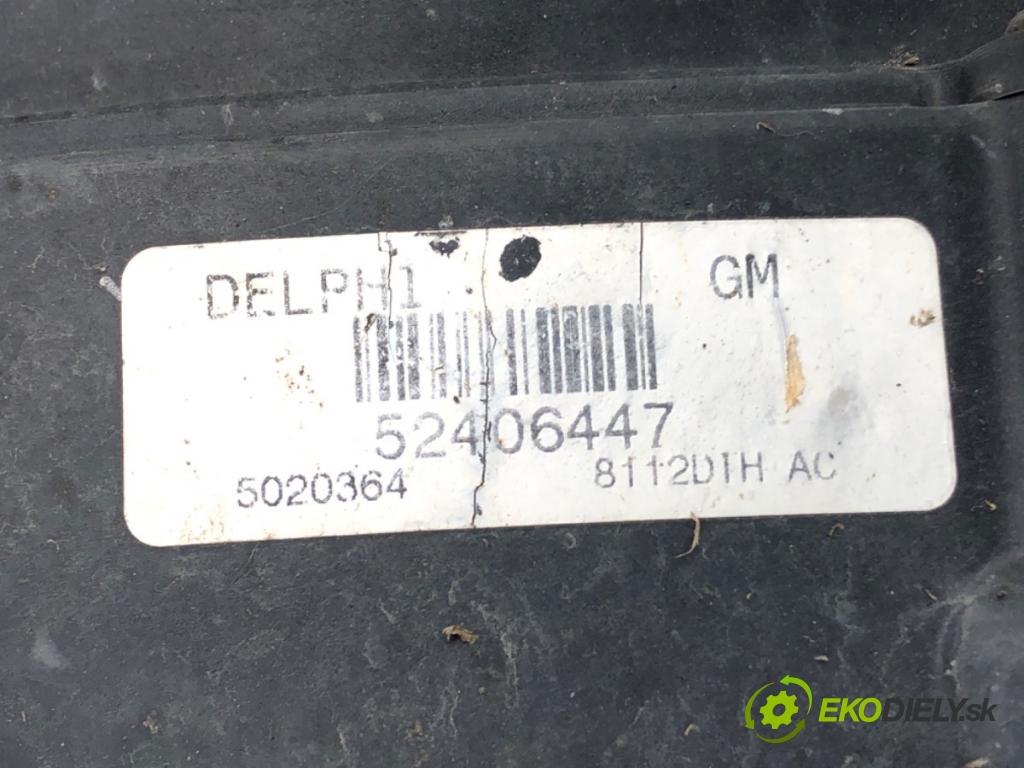 DELPHI GM
52406447
5020364 8112DTH AC
EKODIELY.sk